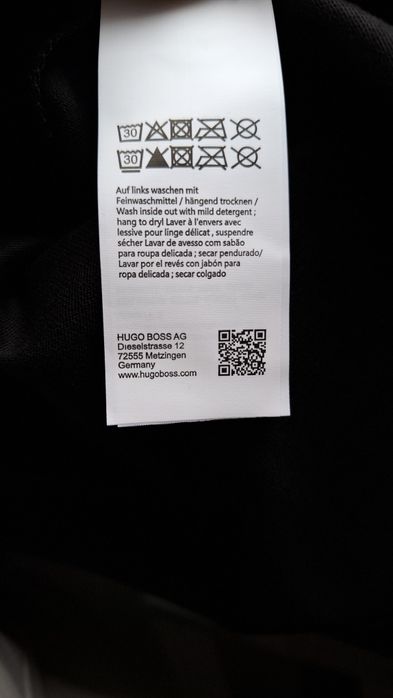 30
30
Auf links waschen mit
Feinwaschmittel / hängend trocknen /
Wash inside out with mild detergent ;
hang to dryl Laver à l'envers avec
lessive pour linge délicat , suspendre
sécher Lavar de avesso com sabão
para roupa delicada ; secar pendurado/
Lavar por el revés con jabón para
ropa delicada ; secar colgado
HUGO BOSS AG
Dieselstrasse 12
72555 Metzingen
Germany
www.hugoboss.com